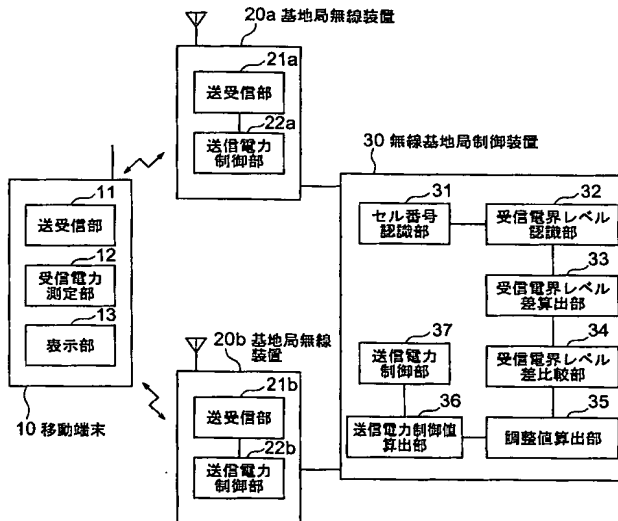 20a 基地局無線装置
21a
送受信部
22a
送信電力
制御部
30 無線基地局制御装置
11
送受信部
12
受信電力
測定部
13
表示部
10 移動端末
31
セル番号
認識部
32
受信電界レベル
認識部
33
受信電界レベル
差算出部
34
受信電界レベル
差比較部
35
調整値算出部
36
送信電力制御値
算出部
37
送信電力
制御部
20b 基地局無線
装置
21b
送受信部
22b
送信電力
制御部